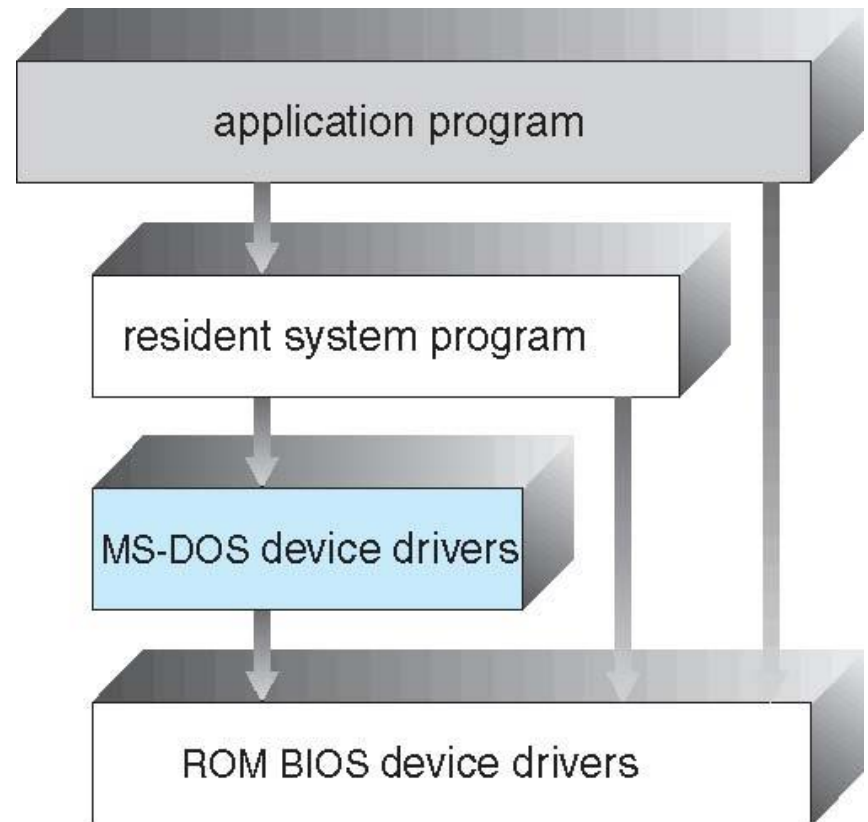 application program
resident system program
MS-DOS device drivers
ROM BIOS device drivers